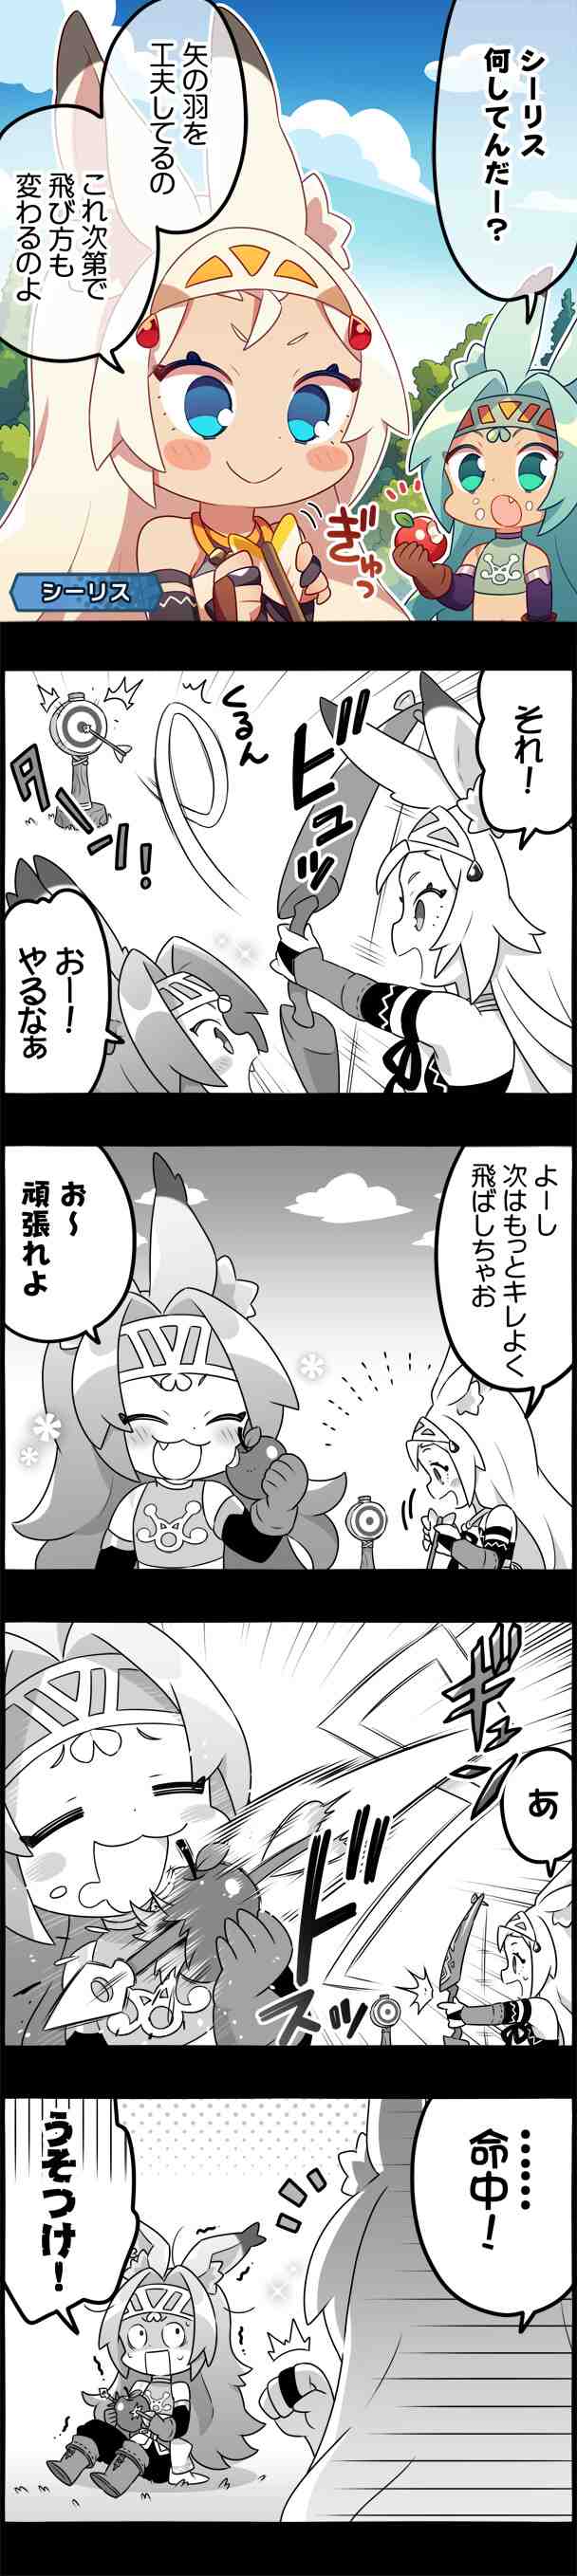 シーリス
何してんだー?
矢の羽を
工夫してるの
これ次第で
飛び方も
変わるのよ
ぎゅっ
シーリス
それ!
ビュッ
くるん
ターン!
おー!
やるなぁ
よーし
次はもっとキレよく
飛ばしちゃお
お〜
頑張れよ
ギュン
あ
ドスッ
……
命中!
うそつけ!